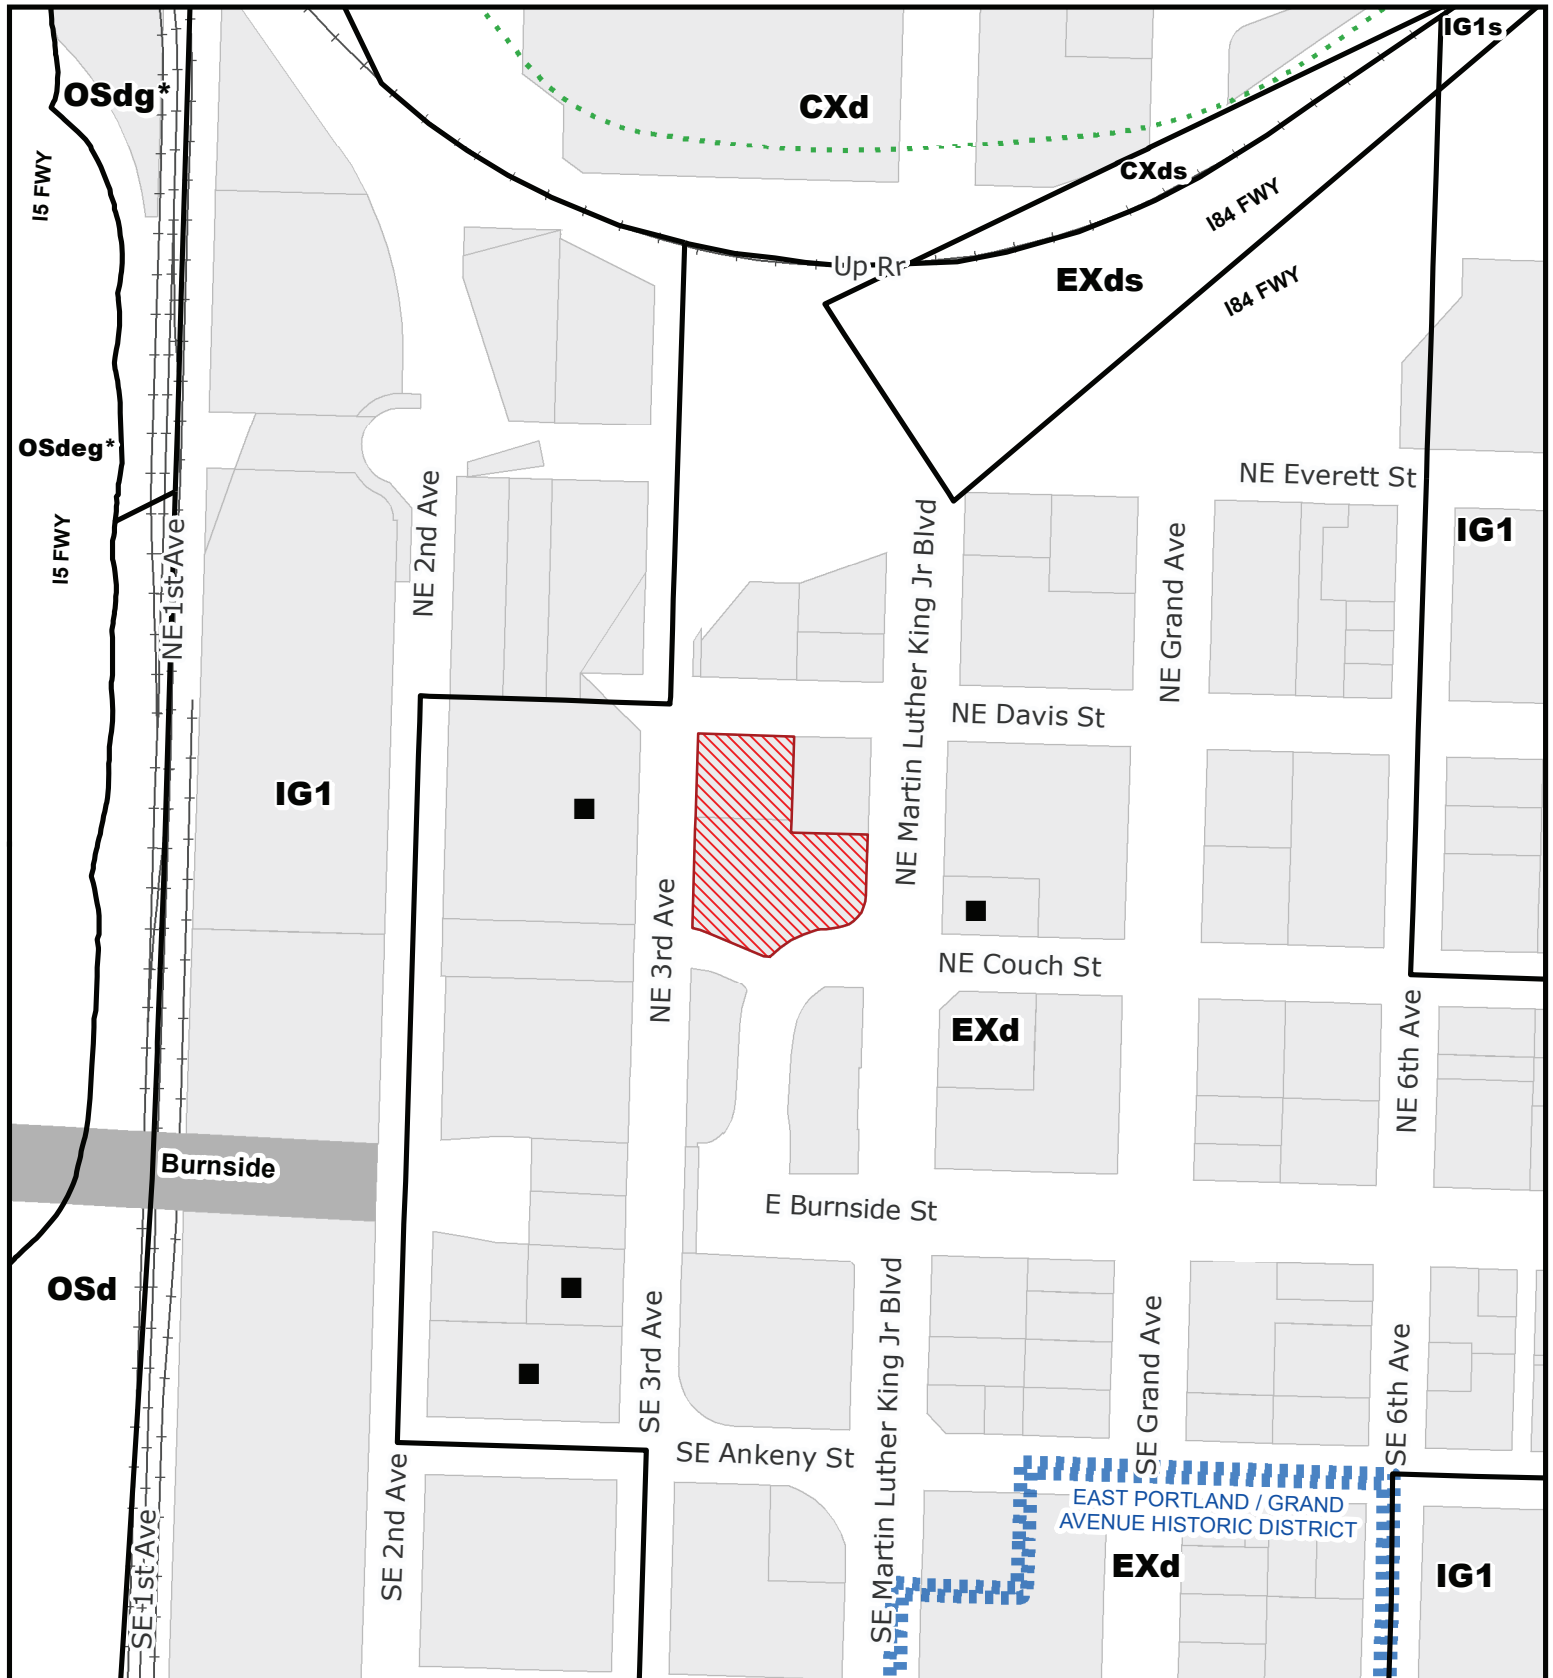 IG1s
OSdg*
CXd
CXds
I5 FWY
I84 FWY
Up Rr
EXds
I84 FWY
OSdeg*
NE Everett St
IG1
I5 FWY
NE 1st Ave
NE 2nd Ave
NE Martin Luther King Jr Blvd
NE Grand Ave
NE Davis St
IG1
NE 3rd Ave
NE Couch St
EXd
NE 6th Ave
Burnside
E Burnside St
OSd
SE 3rd Ave
SE Martin Luther King Jr Blvd
SE Grand Ave
SE 6th Ave
SE Ankeny St
SE 2nd Ave
SE 1st Ave
EAST PORTLAND / GRAND
AVENUE HISTORIC DISTRICT
EXd
IG1